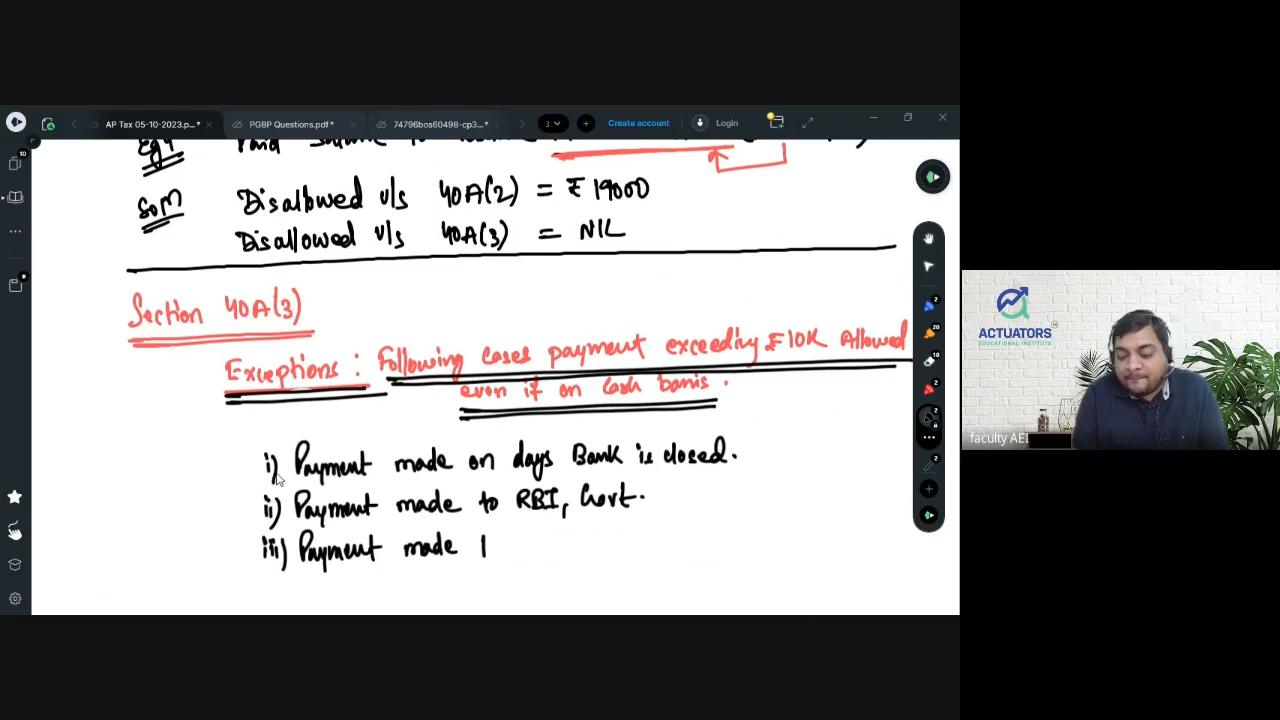 AP Tax 05-10-2023.p...*
PGBP Questions.pdf*
74796bos60498-cp3...*
3
Create account
Login
Eg4 Paid
Soln Disallowed u/s 40A(2) = ₹19000
Disallowed u/s 40A(3) = NIL
Section 40A(3)
Exceptions : Following cases payment exceeding ₹10K Allowed
even if on Cash basis.
i) Payment made on days Bank is closed.
ii) Payment made to RBI, Govt.
iii) Payment made
ACTUATORS
EDUCATIONAL INSTITUTE
faculty AEI